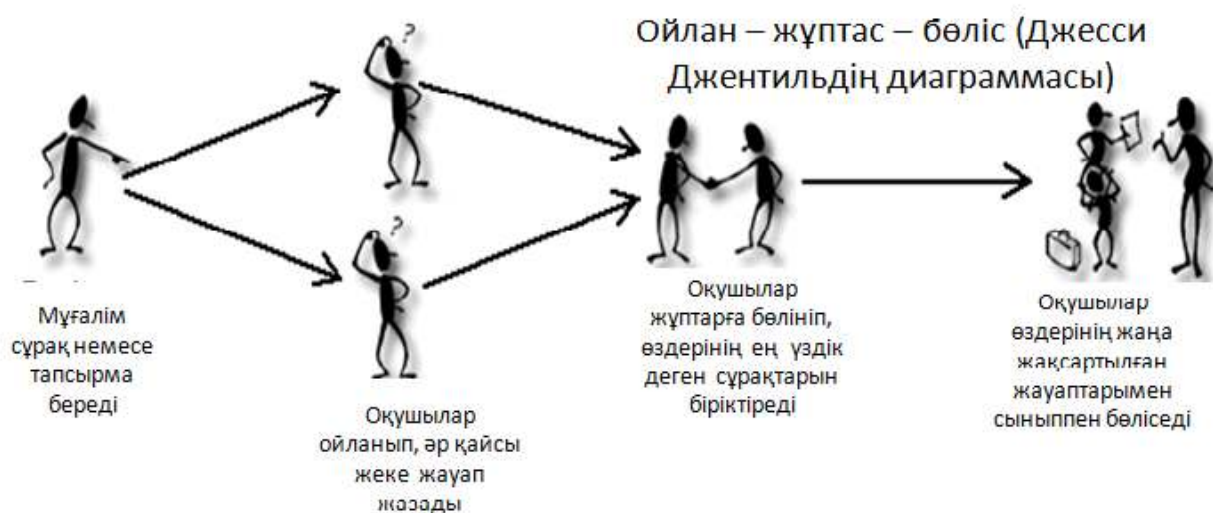 Ойлан – жұптас – бөліс (Джесси
Джентильдің диаграммасы)
?
?
Мұғалім
сұрақ немесе
тапсырма
береді
Оқушылар
ойланып, әр қайсы
жеке жауап
жазады
Оқушылар
жұптарға бөлініп,
өздерінің ең үздік
деген сұрақтарын
біріктіреді
Оқушылар
өздерінің жаңа
жақсартылған
жауаптарымен
сыныппен бөліседі